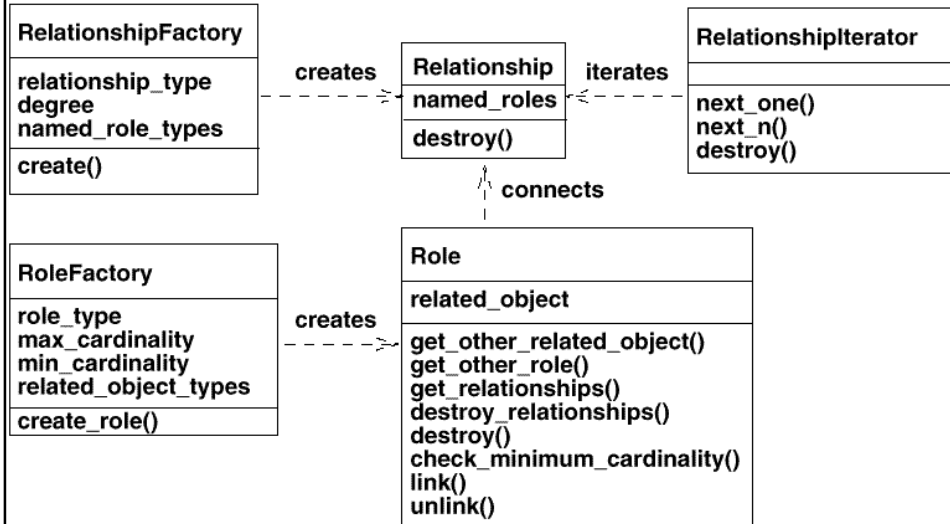 RelationshipFactory
relationship_type
degree
named_role_types
create()
creates
Relationship
named_roles
destroy()
iterates
RelationshipIterator
next_one()
next_n()
destroy()
connects
RoleFactory
role_type
max_cardinality
min_cardinality
related_object_types
create_role()
creates
Role
related_object
get_other_related_object()
get_other_role()
get_relationships()
destroy_relationships()
destroy()
check_minimum_cardinality()
link()
unlink()